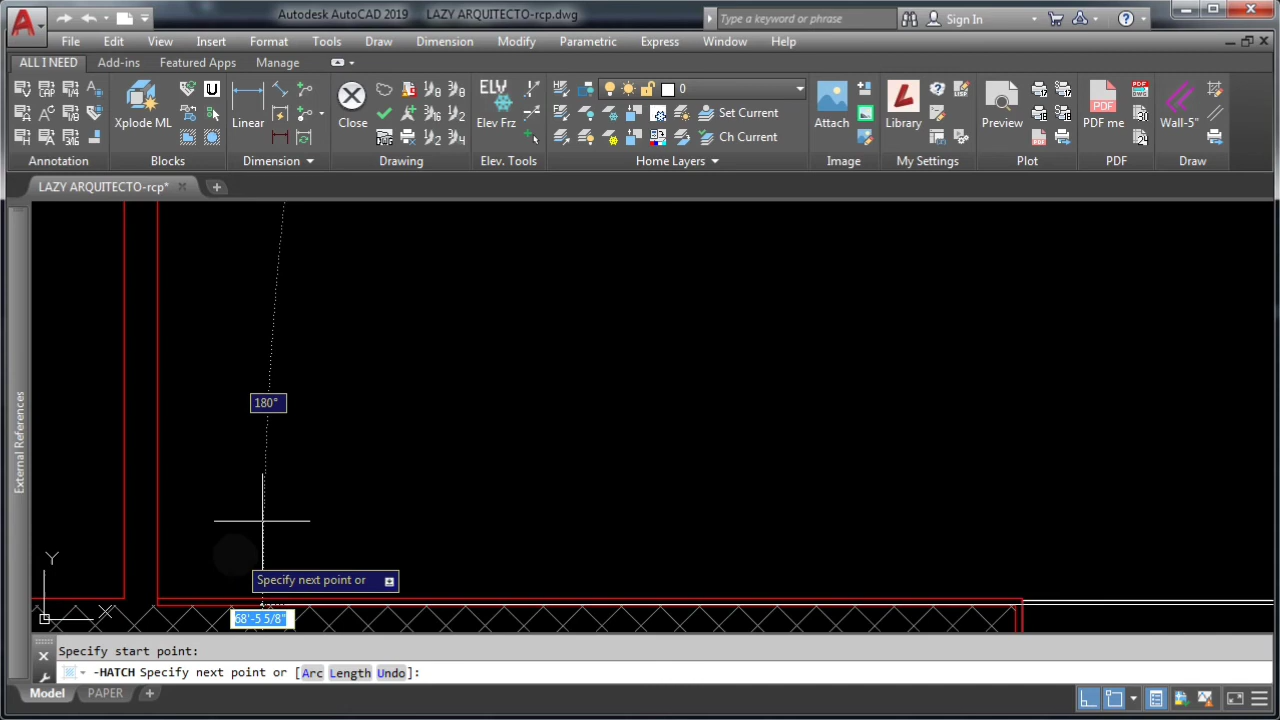 Autodesk AutoCAD 2019 LAZY ARQUITECTO-rcp.dwg
Type a keyword or phrase
Sign In
File Edit View Insert Format Tools Draw Dimension Modify Parametric Express Window Help
ALL I NEED Add-ins Featured Apps Manage
Xplode ML
Linear
Close
ELV
Elev Frz
0
Set Current
Ch Current
Attach
Library
Preview
PDF
PDF me
Wall-5"
Annotation Blocks Dimension Drawing Elev. Tools Home Layers Image My Settings Plot PDF Draw
LAZY ARQUITECTO-rcp*
External References
180°
Specify next point or
68'-5 5/8"
Y
X
Specify start point:
-HATCH Specify next point or [Arc Length Undo]:
Model PAPER